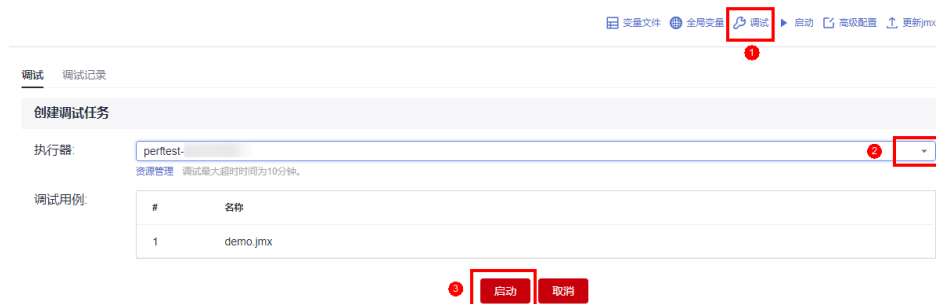 变量文件 全局变量 调试 启动 高级配置 更新jmx
1
调试 调试记录
创建调试任务
执行器: perftest- 2
资源管理 调试最大超时时间为10分钟。
调试用例:
# 名称
1 demo.jmx
3 启动 取消